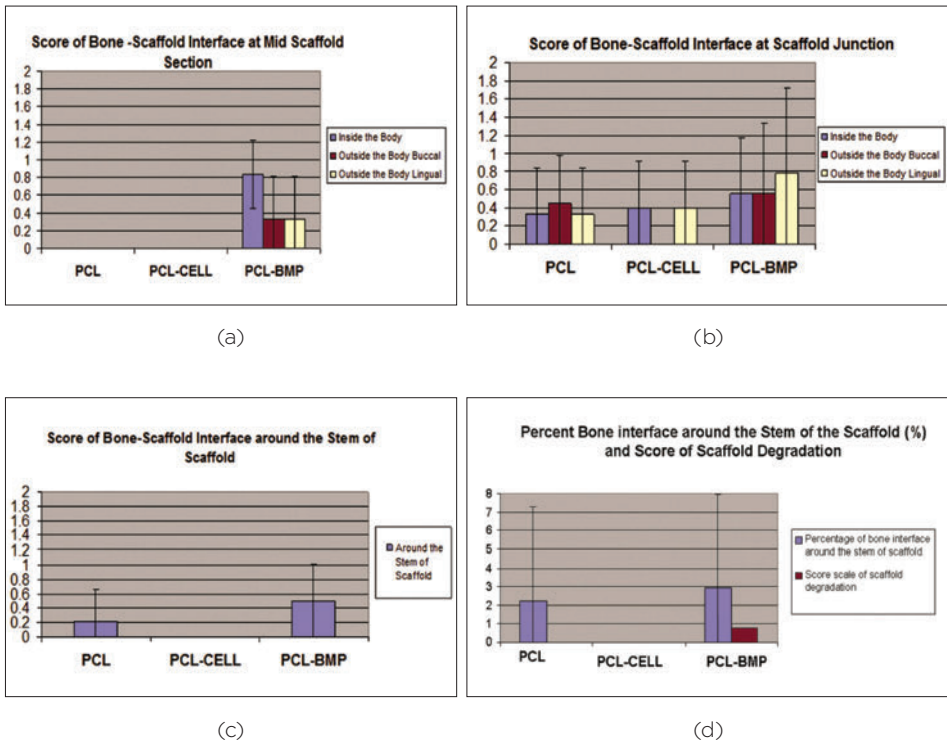 Score of Bone -Scaffold Interface at Mid Scaffold
Section
2
1.8
1.6
1.4
1.2
1
0.8
0.6
0.4
0.2
0
PCL
PCL-CELL
PCL-BMP
Inside the Body
Outside the Body Buccal
Outside the Body Lingual
(a)
Score of Bone-Scaffold Interface at Scaffold Junction
2
1.8
1.6
1.4
1.2
1
0.8
0.6
0.4
0.2
0
PCL
PCL-CELL
PCL-BMP
Inside the Body
Outside the Body Buccal
Outside the Body Lingual
(b)
Score of Bone-Scaffold Interface around the Stem of
Scaffold
2
1.8
1.6
1.4
1.2
1
0.8
0.6
0.4
0.2
0
PCL
PCL-CELL
PCL-BMP
Around the
Stem of
Scaffold
(c)
Percent Bone interface around the Stem of the Scaffold (%)
and Score of Scaffold Degradation
8
7
6
5
4
3
2
1
0
PCL
PCL-CELL
PCL-BMP
Percentage of bone interface
around the stem of scaffold
Score scale of scaffold
degradation
(d)